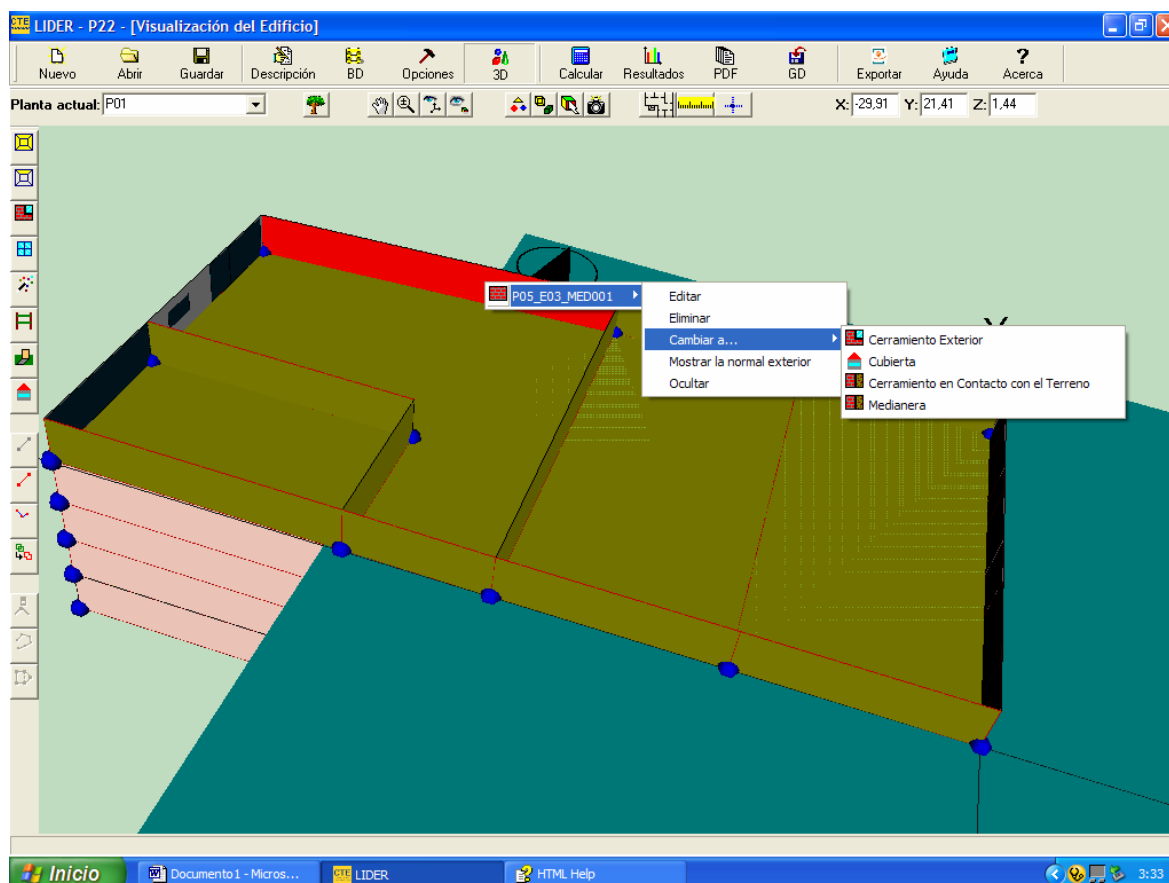 CTE LIDER - P22 - [Visualización del Edificio]
Nuevo Abrir Guardar Descripción BD Opciones 3D Calcular Resultados PDF GD Exportar Ayuda Acerca
Planta actual: P01 X: -29,91 Y: 21,41 Z: 1,44
P05_E03_MED001
Editar
Eliminar
Cambiar a...
Mostrar la normal exterior
Ocultar
Cerramiento Exterior
Cubierta
Cerramiento en Contacto con el Terreno
Medianera
Inicio Documento1 - Micros... CTE LIDER HTML Help 3:33